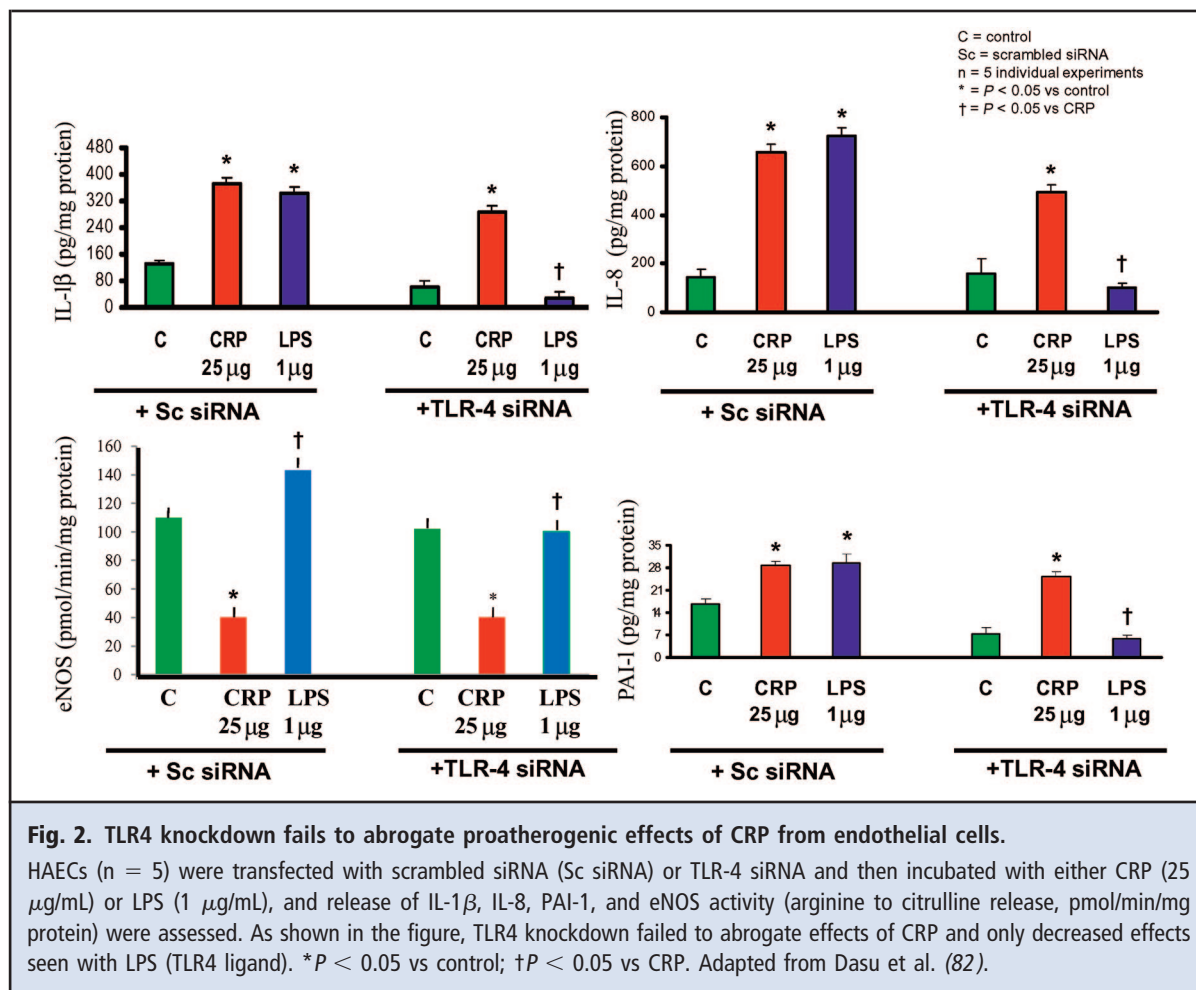 C = control
Sc = scrambled siRNA
n = 5 individual experiments
* = P < 0.05 vs control
† = P < 0.05 vs CRP
IL-1β (pg/mg protien)
480
400
320
240
160
80
0
*
*
*
†
C
CRP
25 µg
LPS
1 µg
C
CRP
25 µg
LPS
1 µg
+ Sc siRNA
+TLR-4 siRNA
IL-8 (pg/mg protein)
800
600
400
200
0
*
*
*
†
C
CRP
25 µg
LPS
1 µg
C
CRP
25 µg
LPS
1 µg
+ Sc siRNA
+TLR-4 siRNA
eNOS (pmol/min/mg protein)
160
140
120
100
80
60
40
20
0
*
†
*
†
C
CRP
25 µg
LPS
1 µg
C
CRP
25 µg
LPS
1 µg
+ Sc siRNA
+TLR-4 siRNA
PAI-1 (pg/mg protein)
35
28
21
14
7
0
*
*
*
†
C
CRP
25 µg
LPS
1 µg
C
CRP
25 µg
LPS
1 µg
+ Sc siRNA
+TLR-4 siRNA
Fig. 2. TLR4 knockdown fails to abrogate proatherogenic effects of CRP from endothelial cells.
HAECs (n = 5) were transfected with scrambled siRNA (Sc siRNA) or TLR-4 siRNA and then incubated with either CRP (25
µg/mL) or LPS (1 µg/mL), and release of IL-1β, IL-8, PAI-1, and eNOS activity (arginine to citrulline release, pmol/min/mg
protein) were assessed. As shown in the figure, TLR4 knockdown failed to abrogate effects of CRP and only decreased effects
seen with LPS (TLR4 ligand). *P < 0.05 vs control; †P < 0.05 vs CRP. Adapted from Dasu et al. (82).